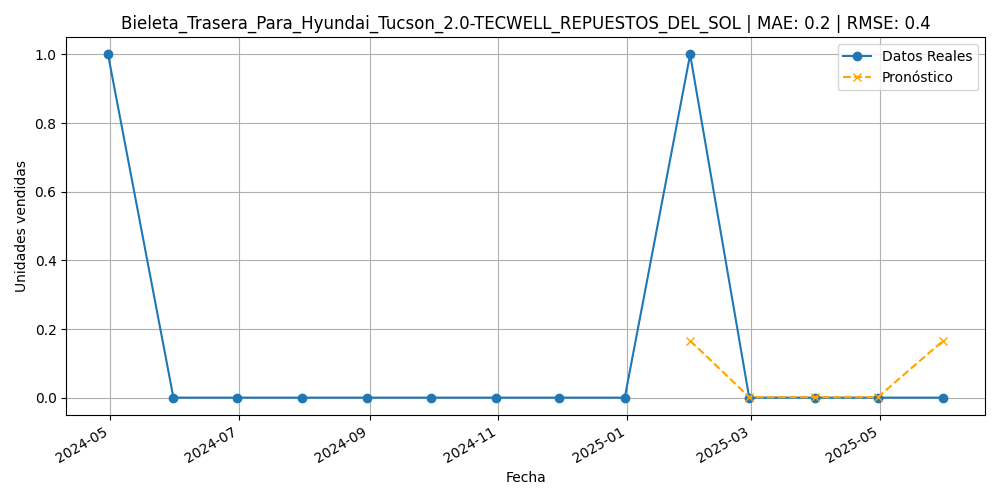 Bieleta_Trasera_Para_Hyundai_Tucson_2.0-TECWELL_REPUESTOS_DEL_SOL | MAE: 0.2 | RMSE: 0.4
Datos Reales
Pronóstico
Unidades vendidas
1.0
0.8
0.6
0.4
0.2
0.0
2024-05
2024-07
2024-09
2024-11
2025-01
2025-03
2025-05
Fecha